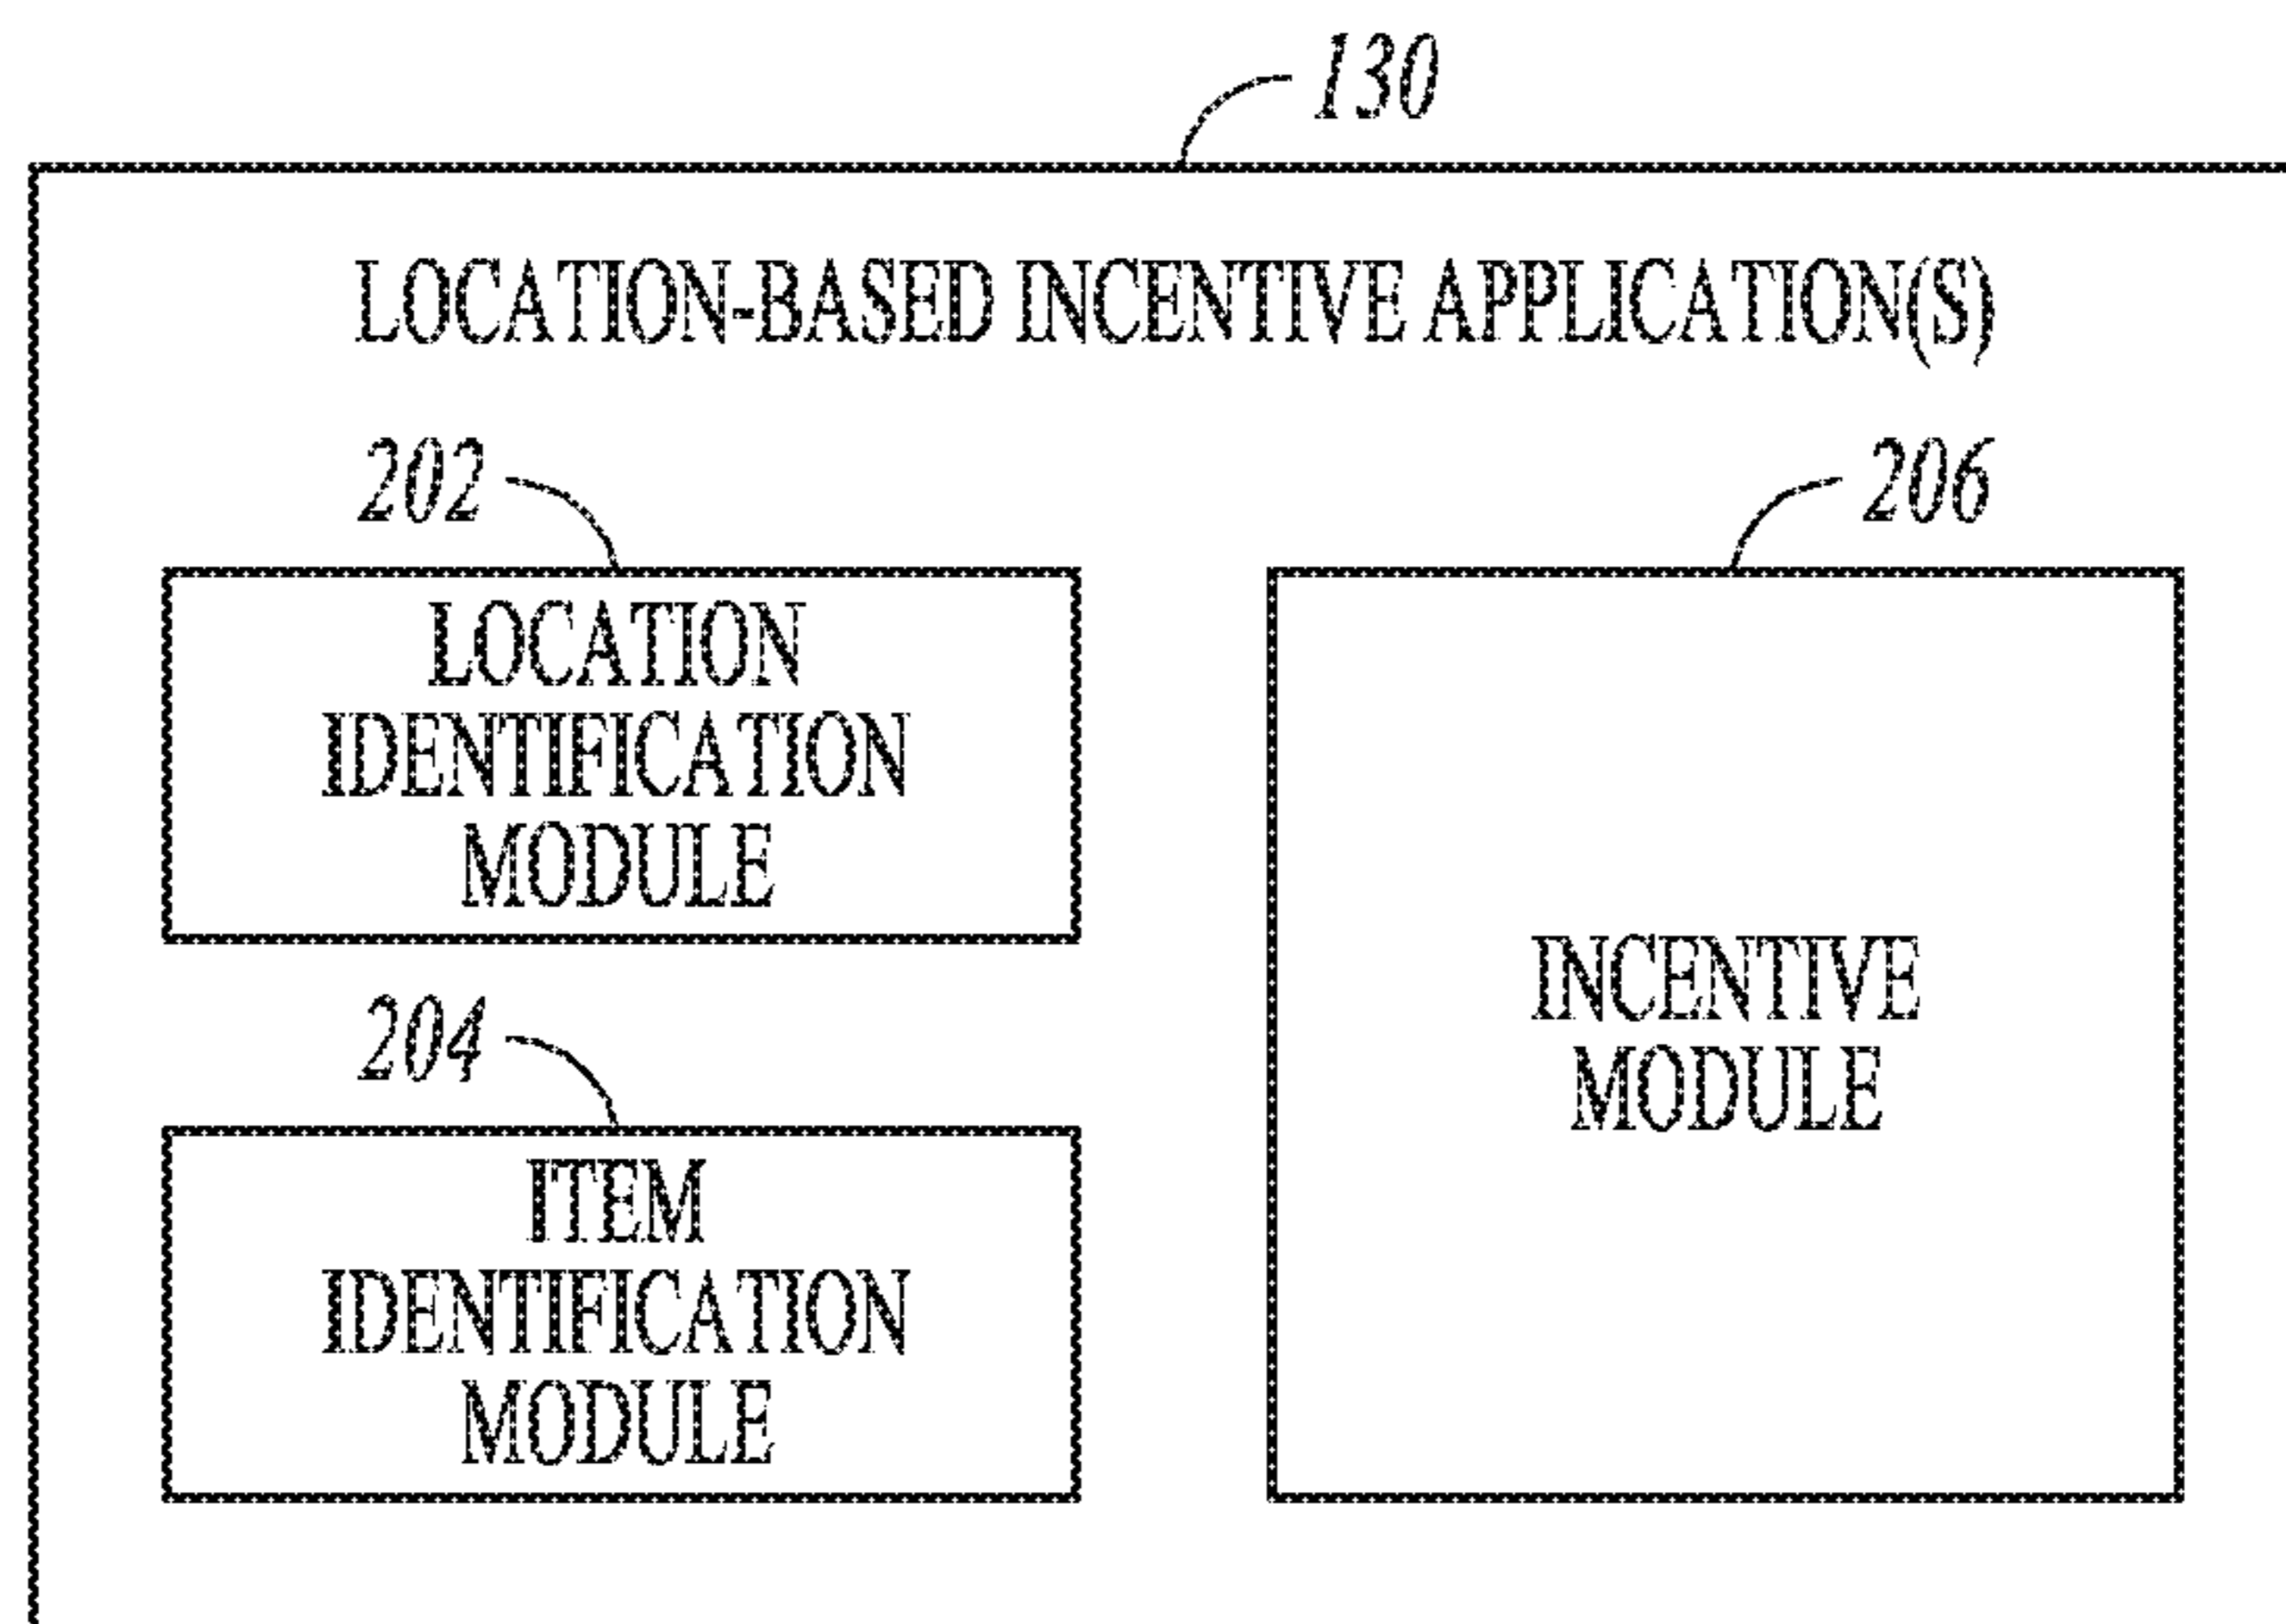 130
LOCATION-BASED INCENTIVE APPLICATION(S)
202
LOCATION
IDENTIFICATION
MODULE
204
ITEM
IDENTIFICATION
MODULE
206
INCENTIVE
MODULE